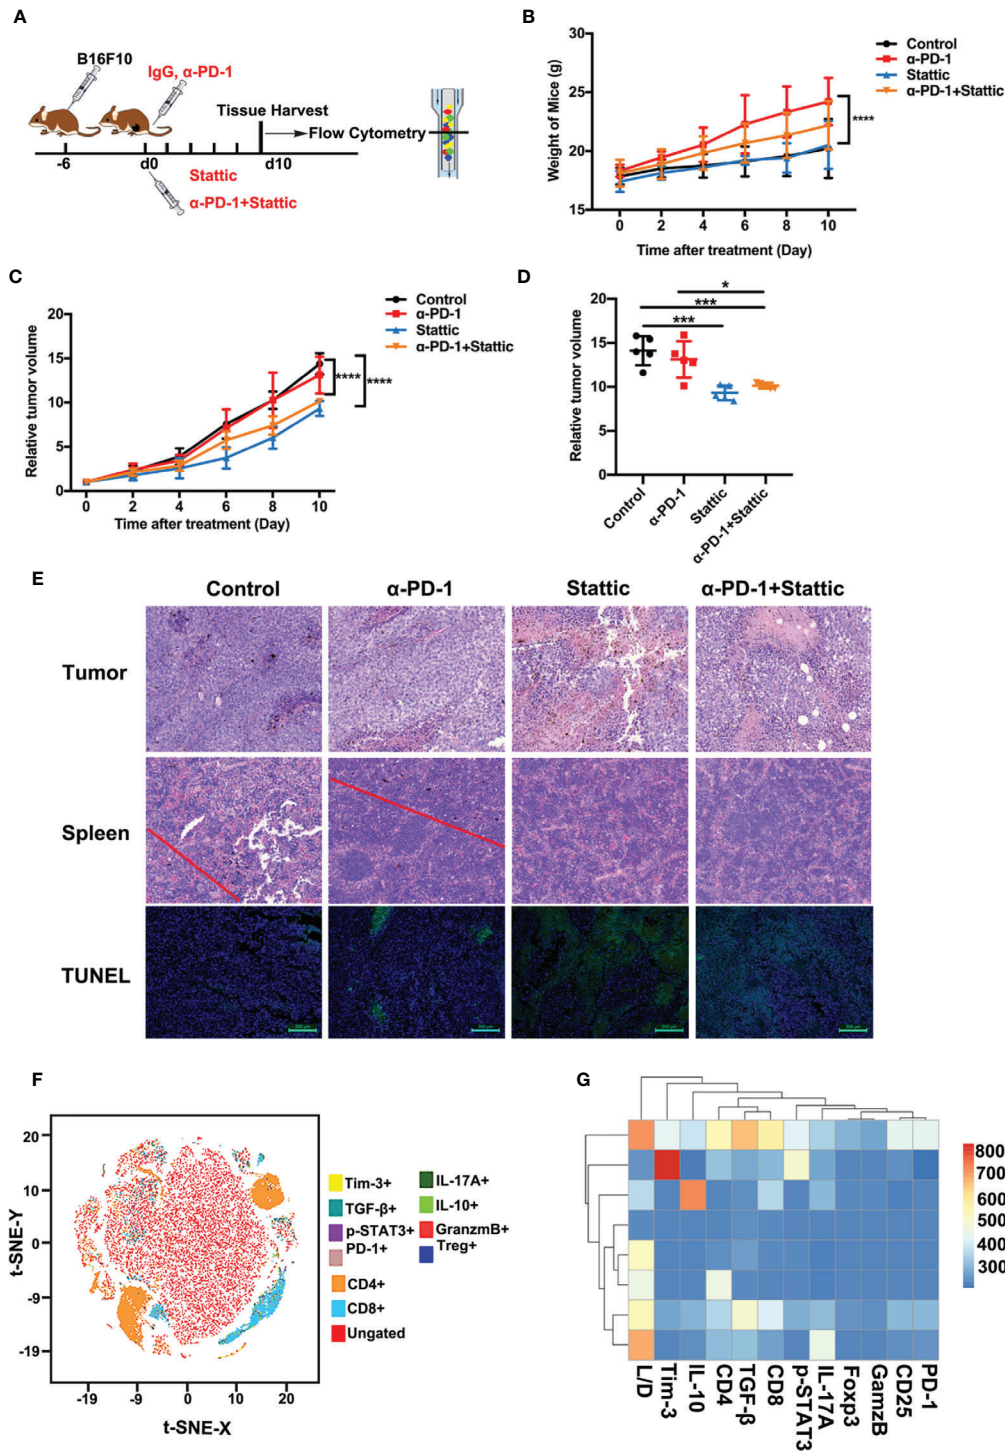 A
B16F10
IgG, α-PD-1
Tissue Harvest
Flow Cytometry
-6
d0
d10
Stattic
α-PD-1+Stattic
B
Weight of Mice (g)
30
25
20
15
0
2
4
6
8
10
Time after treatment (Day)
Control
α-PD-1
Stattic
α-PD-1+Stattic
****
C
Relative tumor volume
20
15
10
5
0
0
2
4
6
8
10
Time after treatment (Day)
Control
α-PD-1
Stattic
α-PD-1+Stattic
****
****
D
Relative tumor volume
20
15
10
5
0
*
***
***
Control
α-PD-1
Stattic
α-PD-1+Stattic
E
Control
α-PD-1
Stattic
α-PD-1+Stattic
Tumor
Spleen
TUNEL
F
t-SNE-Y
20
10
0
-9
-19
-19
-9
0
10
20
t-SNE-X
Tim-3+
TGF-β+
p-STAT3+
PD-1+
CD4+
CD8+
Ungated
IL-17A+
IL-10+
GranzmB+
Treg+
G
800
700
600
500
400
300
L/D
Tim-3
IL-10
CD4
TGF-β
CD8
p-STAT3
IL-17A
Foxp3
GamzB
CD25
PD-1